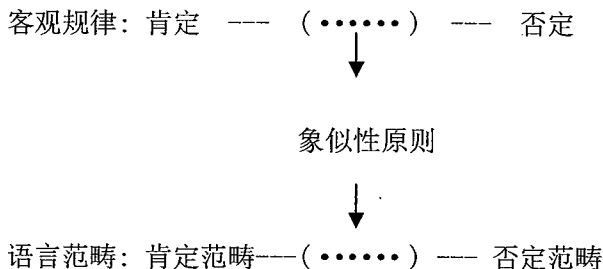 客观规律: 肯定 --- (••••••) --- 否定
象似性原则
语言范畴: 肯定范畴---(••••••) --- 否定范畴